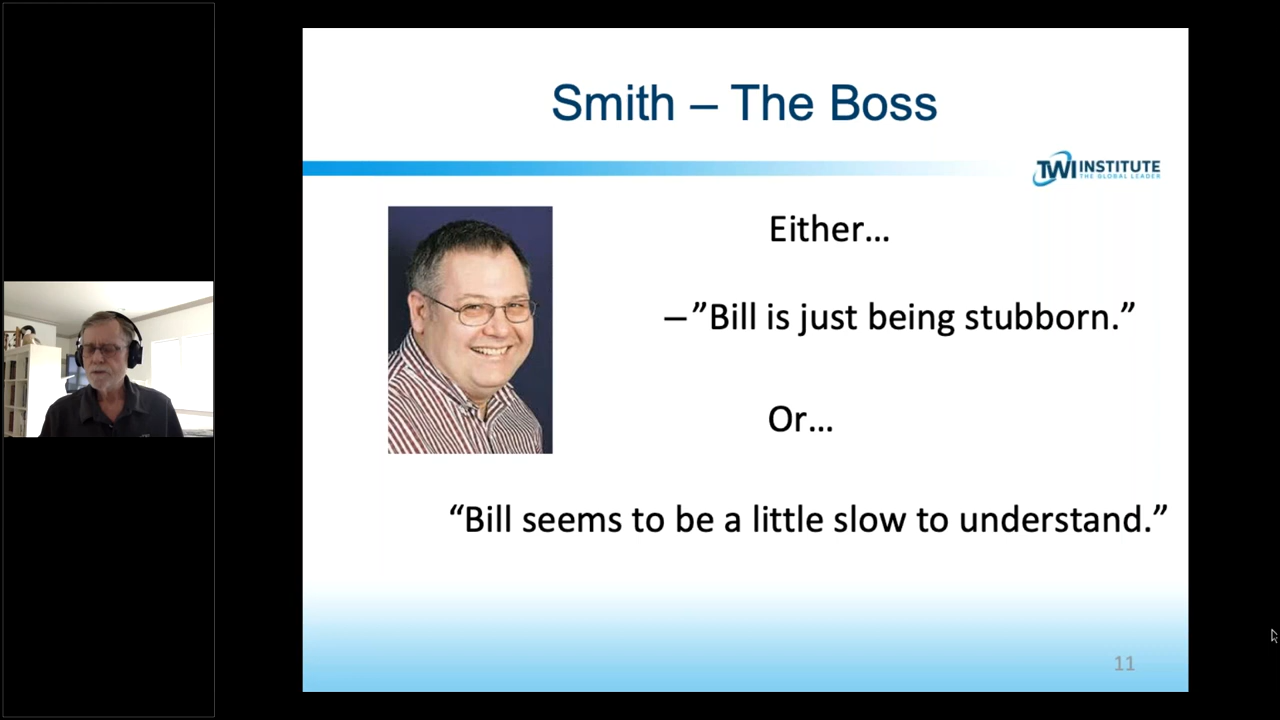 Smith – The Boss
TWI INSTITUTE
THE GLOBAL LEADER
Either…
–”Bill is just being stubborn.”
Or…
“Bill seems to be a little slow to understand.”
11